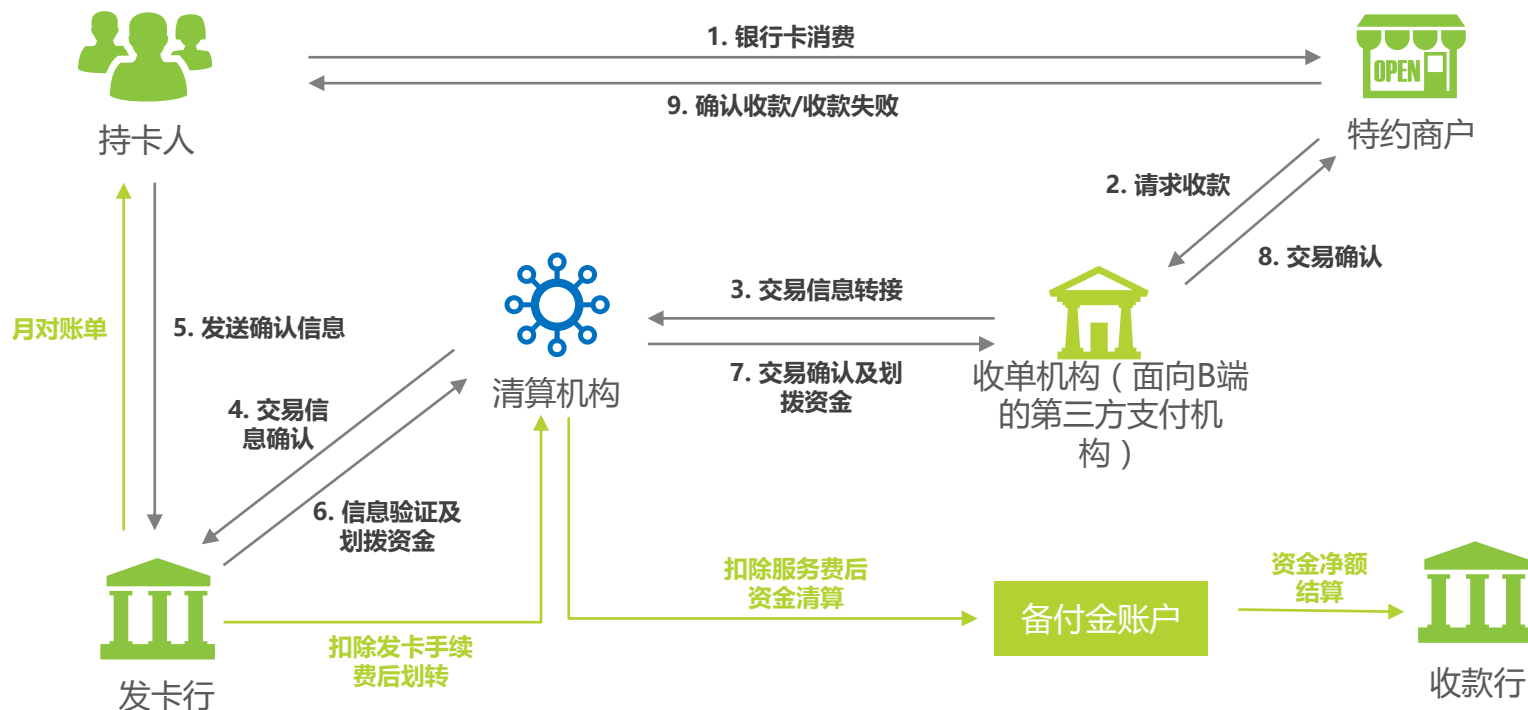 1. 银行卡消费
OPEN
9. 确认收款/收款失败
持卡人
特约商户
2. 请求收款
8. 交易确认
3. 交易信息转接
月对账单
5. 发送确认信息
7. 交易确认及划
拨资金
清算机构
收单机构（面向B端
的第三方支付机
构）
4. 交易信
息确认
6. 信息验证及
划拨资金
扣除服务费后
资金清算
资金净额
结算
备付金账户
扣除发卡手续
费后划转
发卡行
收款行